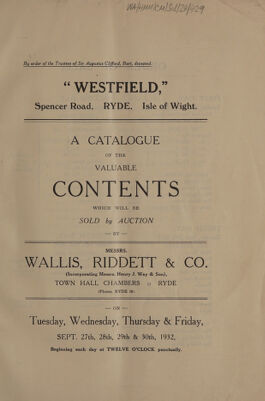 By order of the Trustees of Sir Augustus Clifford, Bart, deceased.
"WESTFIELD,"
Spencer Road, RYDE, Isle of Wight.
A CATALOGUE
OF THE
VALUABLE
CONTENTS
WHICH WILL BE
SOLD by AUCTION
— BY —
MESSRS.
WALLIS, RIDDETT & CO.
(Incorporating Messrs. Henry J. Way & Son),
TOWN HALL CHAMBERS :: RYDE
— ON —
Tuesday, Wednesday, Thursday & Friday,
SEPT. 27th, 28th, 29th & 30th, 1932,
Beginning each day at TWELVE O'CLOCK punctually.